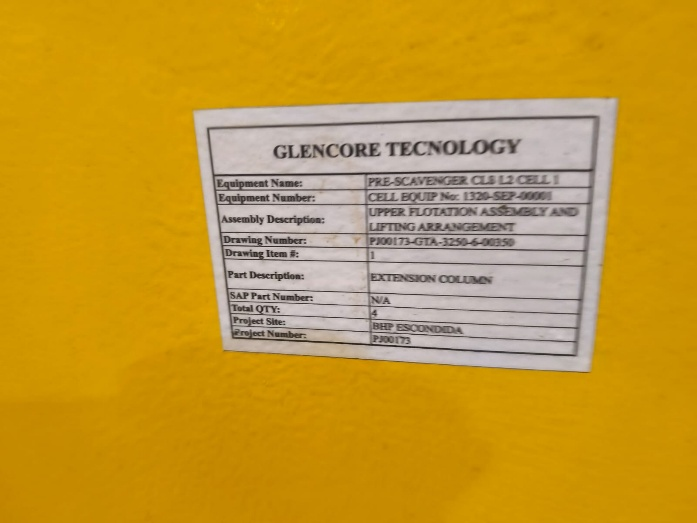 GLENCORE TECNOLOGY
Equipment Name: PRE-SCAVENGER CLS L2 CELL 1
Equipment Number: CELL EQUIP No: 1320-SEP-00001
Assembly Description: UPPER FLOTATION ASSEMBLY AND
LIFTING ARRANGEMENT
Drawing Number: PJ00173-GTA-3250-6-00350
Drawing Item #: 1
Part Description: EXTENSION COLUMN
SAP Part Number: N/A
Total QTY: 4
Project Site: BHP ESCONDIDA
Project Number: PJ00173